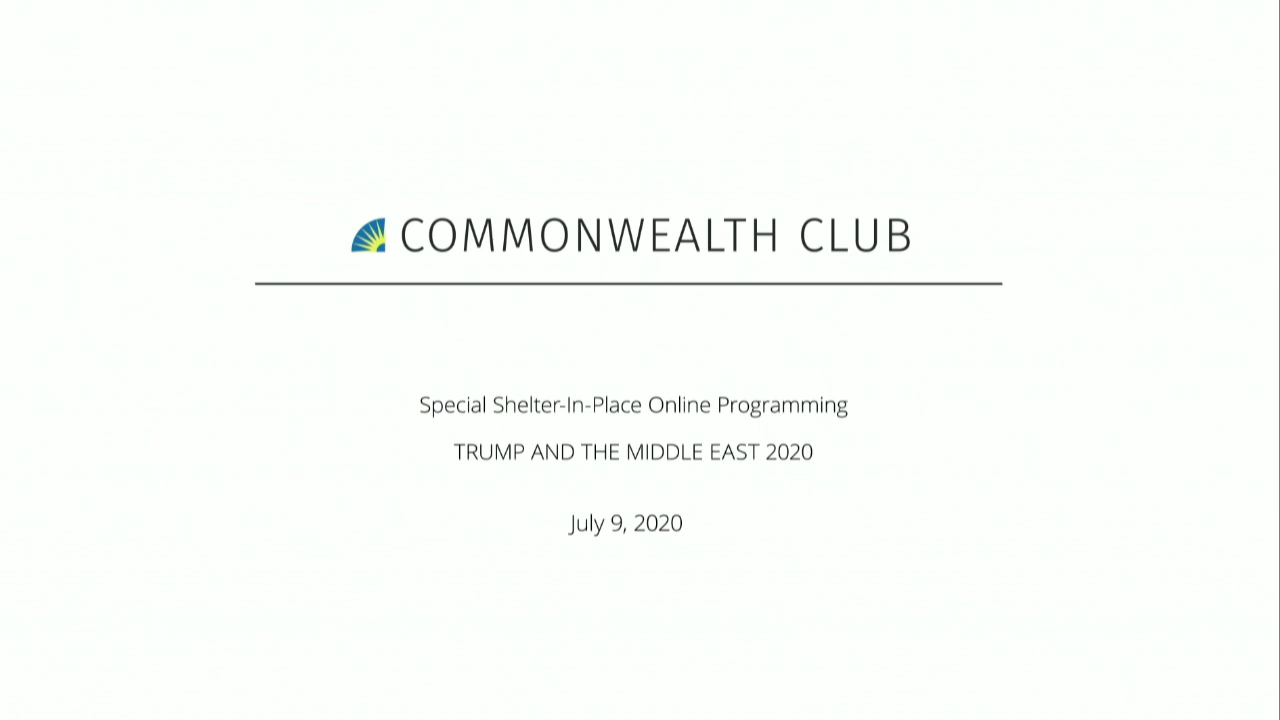 COMMONWEALTH CLUB
Special Shelter-In-Place Online Programming
TRUMP AND THE MIDDLE EAST 2020
July 9, 2020